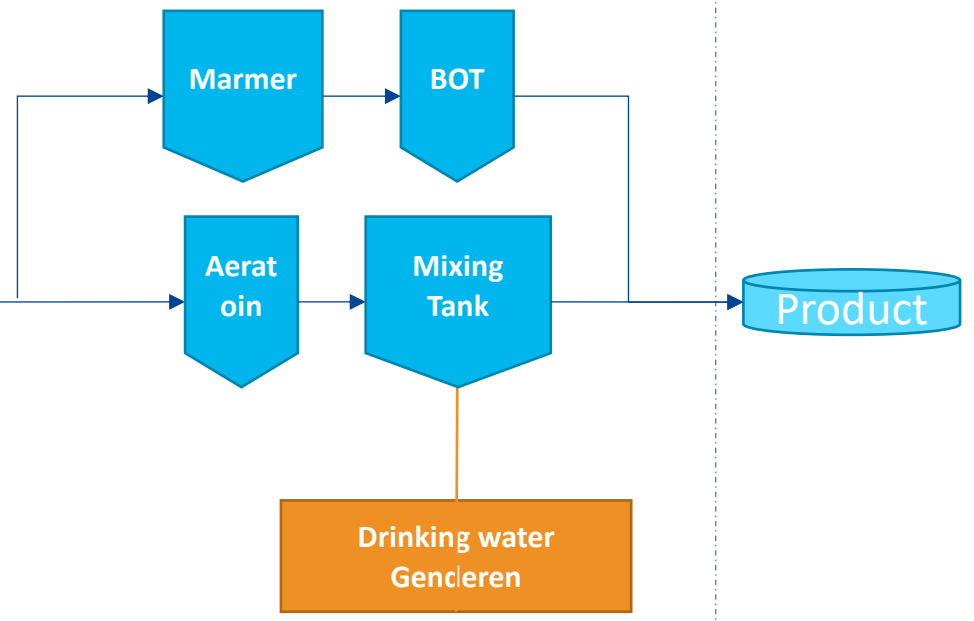 Marmer
BOT
Aerat
oin
Mixing
Tank
Product
Drinking water
Genderen